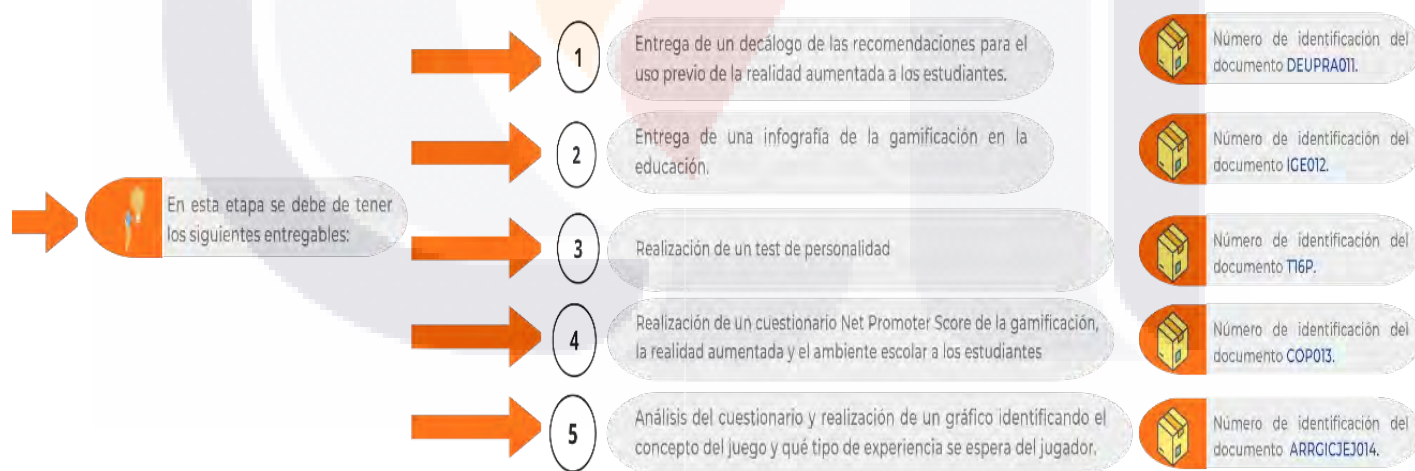 En esta etapa se debe de tener
los siguientes entregables:
1
Entrega de un decálogo de las recomendaciones para el
uso previo de la realidad aumentada a los estudiantes.
Número de identificación del
documento DEUPRA011.
2
Entrega de una infografía de la gamificación en la
educación.
Número de identificación del
documento IGE012.
3
Realización de un test de personalidad
Número de identificación del
documento T16P.
4
Realización de un cuestionario Net Promoter Score de la gamificación,
la realidad aumentada y el ambiente escolar a los estudiantes
Número de identificación del
documento COP013.
5
Análisis del cuestionario y realización de un gráfico identificando el
concepto del juego y qué tipo de experiencia se espera del jugador.
Número de identificación del
documento ARRGICJEJ014.